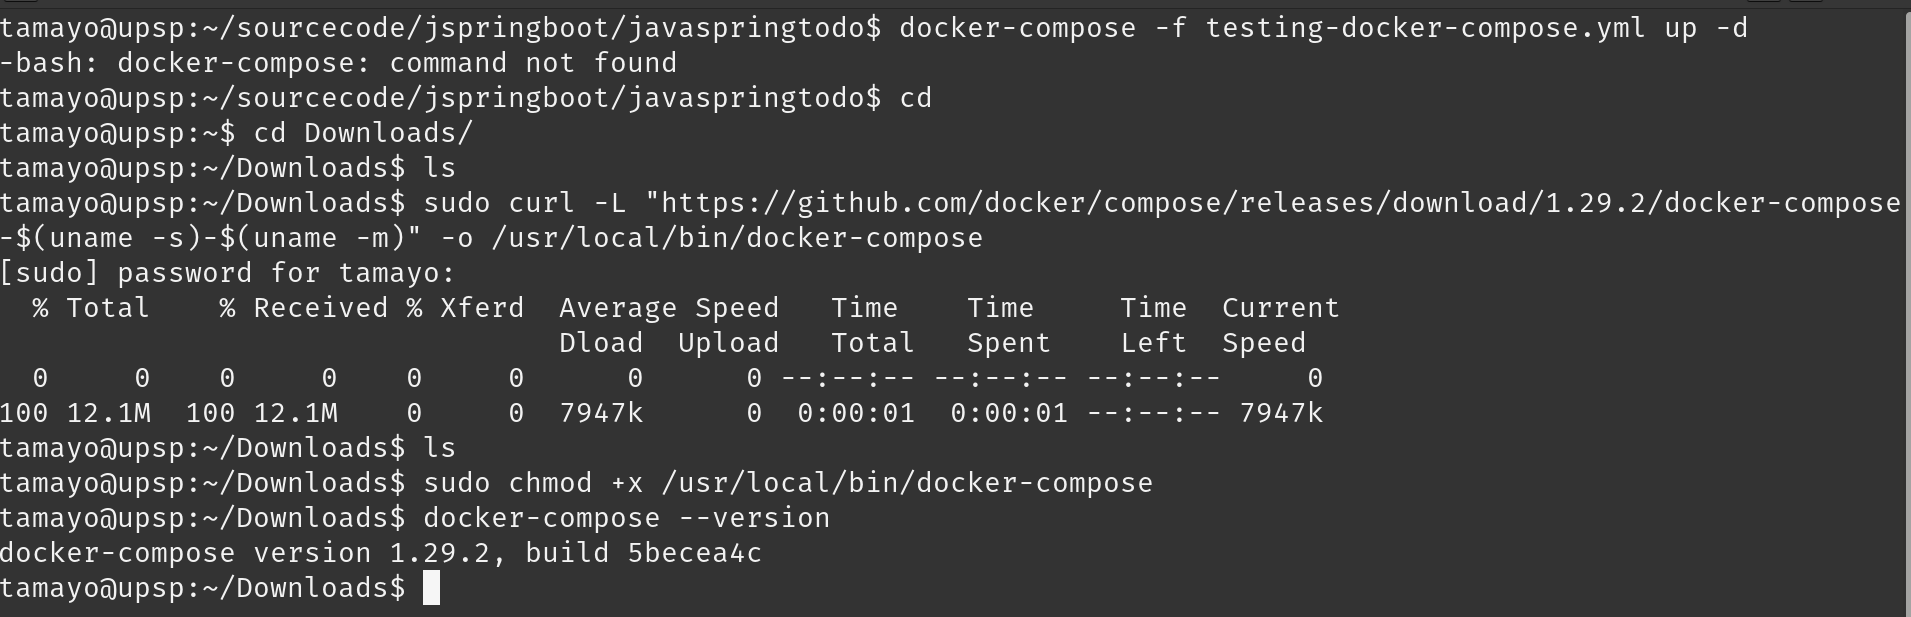 tamayo@upsp:~/sourcecode/jspringboot/javaspringtodo$ docker-compose -f testing-docker-compose.yml up -d
-bash: docker-compose: command not found
tamayo@upsp:~/sourcecode/jspringboot/javaspringtodo$ cd
tamayo@upsp:~$ cd Downloads/
tamayo@upsp:~/Downloads$ ls
tamayo@upsp:~/Downloads$ sudo curl -L "https://github.com/docker/compose/releases/download/1.29.2/docker-compose
-$(uname -s)-$(uname -m)" -o /usr/local/bin/docker-compose
[sudo] password for tamayo:
  % Total    % Received % Xferd  Average Speed   Time    Time     Time  Current
                                 Dload  Upload   Total   Spent    Left  Speed
  0     0    0     0    0     0      0      0 --:--:-- --:--:-- --:--:--     0
100 12.1M  100 12.1M    0     0  7947k      0  0:00:01  0:00:01 --:--:-- 7947k
tamayo@upsp:~/Downloads$ ls
tamayo@upsp:~/Downloads$ sudo chmod +x /usr/local/bin/docker-compose
tamayo@upsp:~/Downloads$ docker-compose --version
docker-compose version 1.29.2, build 5becea4c
tamayo@upsp:~/Downloads$